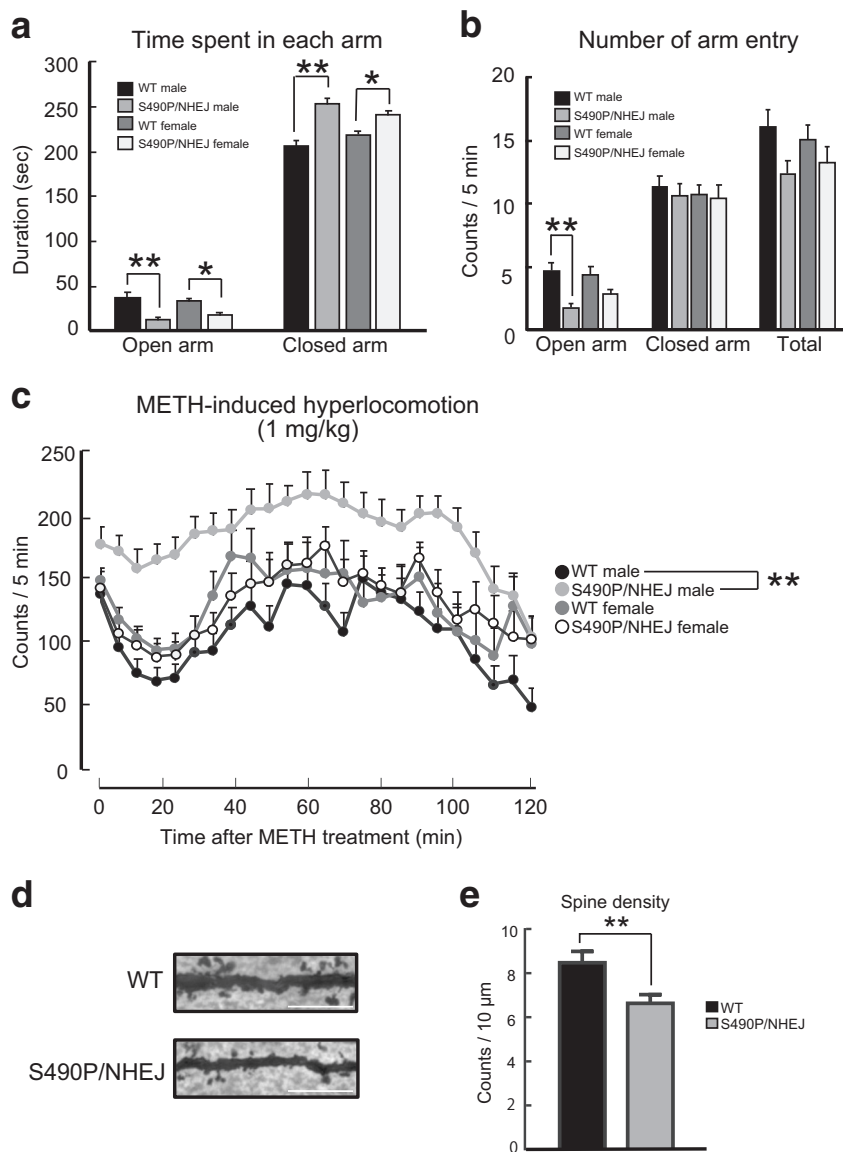 a
Time spent in each arm
300
250
200
150
100
50
0
Duration (sec)
WT male
S490P/NHEJ male
WT female
S490P/NHEJ female
**
*
**
*
Open arm
Closed arm
b
Number of arm entry
20
15
10
5
0
Counts / 5 min
WT male
S490P/NHEJ male
WT female
S490P/NHEJ female
**
Open arm
Closed arm
Total
c
METH-induced hyperlocomotion
(1 mg/kg)
250
200
150
100
50
0
Counts / 5 min
0 20 40 60 80 100 120
Time after METH treatment (min)
WT male
S490P/NHEJ male
WT female
S490P/NHEJ female
**
d
WT
S490P/NHEJ
e
Spine density
**
10
8
6
4
2
0
Counts / 10 μm
WT
S490P/NHEJ